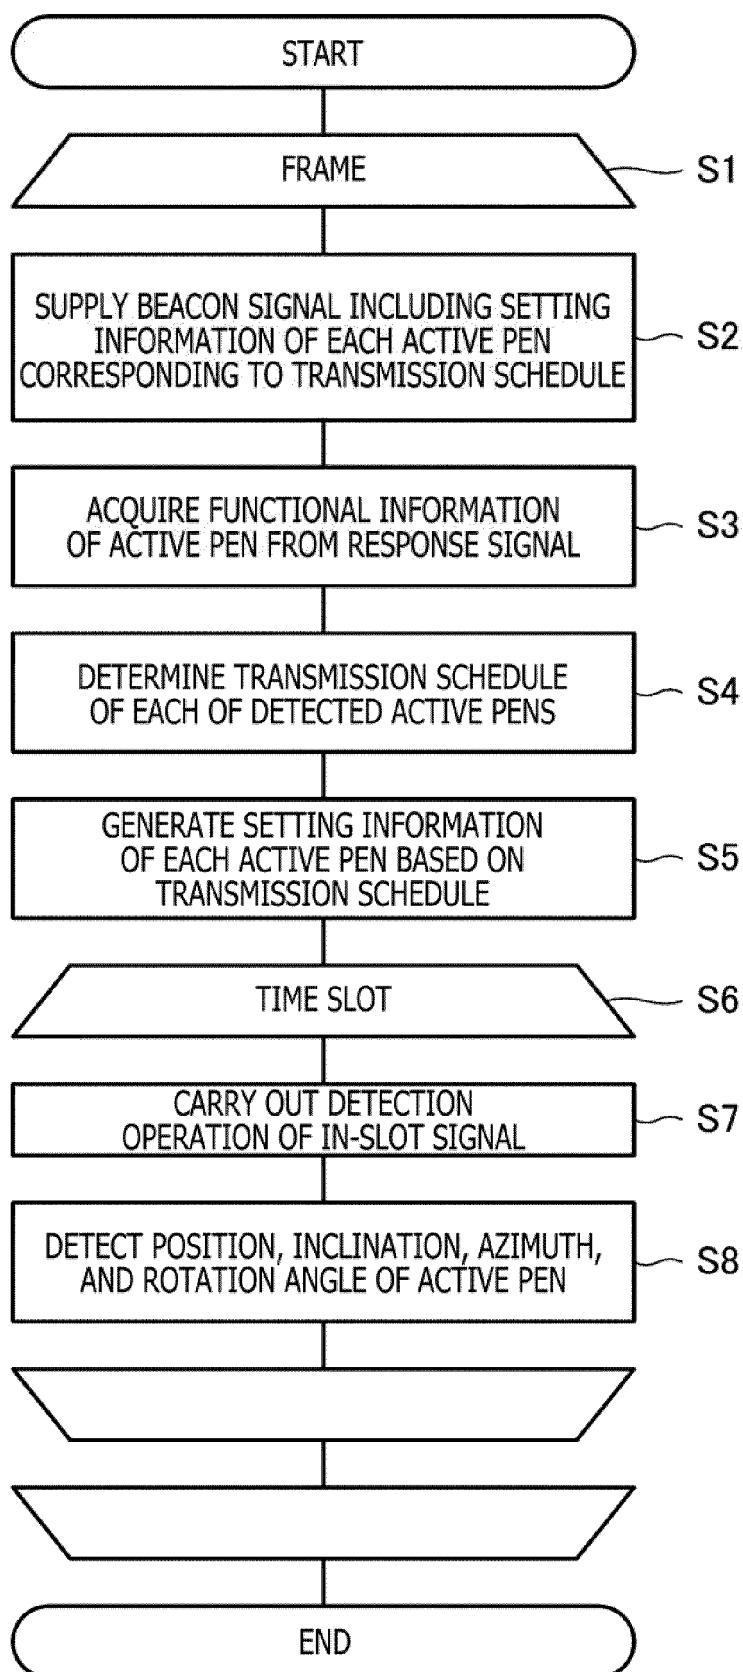 START
FRAME
S1
SUPPLY BEACON SIGNAL INCLUDING SETTING
INFORMATION OF EACH ACTIVE PEN
CORRESPONDING TO TRANSMISSION SCHEDULE
S2
ACQUIRE FUNCTIONAL INFORMATION
OF ACTIVE PEN FROM RESPONSE SIGNAL
S3
DETERMINE TRANSMISSION SCHEDULE
OF EACH OF DETECTED ACTIVE PENS
S4
GENERATE SETTING INFORMATION
OF EACH ACTIVE PEN BASED ON
TRANSMISSION SCHEDULE
S5
TIME SLOT
S6
CARRY OUT DETECTION
OPERATION OF IN-SLOT SIGNAL
S7
DETECT POSITION, INCLINATION, AZIMUTH,
AND ROTATION ANGLE OF ACTIVE PEN
S8
END